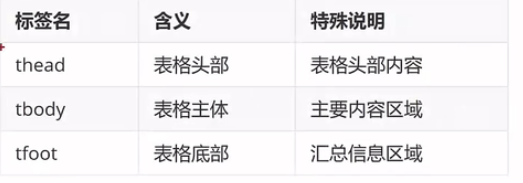 标签名 含义 特殊说明
thead 表格头部 表格头部内容
tbody 表格主体 主要内容区域
tfoot 表格底部 汇总信息区域